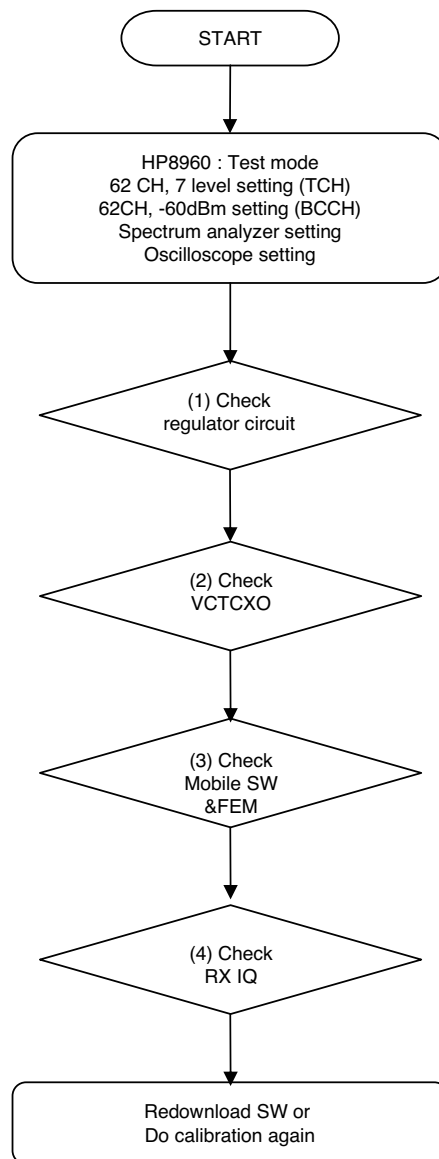 START
HP8960 : Test mode
62 CH, 7 level setting (TCH)
62CH, -60dBm setting (BCCH)
Spectrum analyzer setting
Oscilloscope setting
(1) Check
regulator circuit
(2) Check
VCTCXO
(3) Check
Mobile SW
&FEM
(4) Check
RX IQ
Redownload SW or
Do calibration again